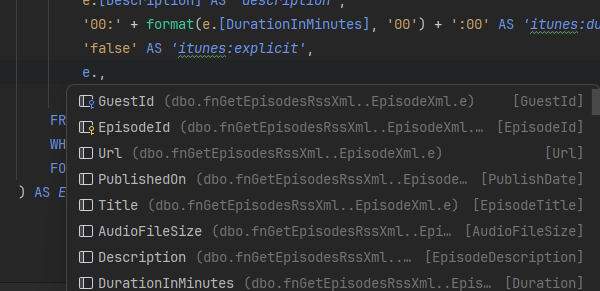 e.[Description] AS 'description',
'00:' + format(e.[DurationInMinutes], '00') + ':00' AS 'itunes:du
'false' AS 'itunes:explicit',
e.,
GuestId (dbo.fnGetEpisodesRssXml..EpisodeXml.e) [GuestId]
FR EpisodeId (dbo.fnGetEpisodesRssXml..EpisodeXml.... [EpisodeId]
WH Url (dbo.fnGetEpisodesRssXml..EpisodeXml.e) [Url]
FO PublishedOn (dbo.fnGetEpisodesRssXml..Episode... [PublishDate]
) AS E Title (dbo.fnGetEpisodesRssXml..EpisodeXml.e) [EpisodeTitle]
AudioFileSize (dbo.fnGetEpisodesRssXml..Epi... [AudioFileSize]
Description (dbo.fnGetEpisodesRssXml.... [EpisodeDescription]
DurationInMinutes (dbo.fnGetEpisodesRssXml..Epis... [Duration]